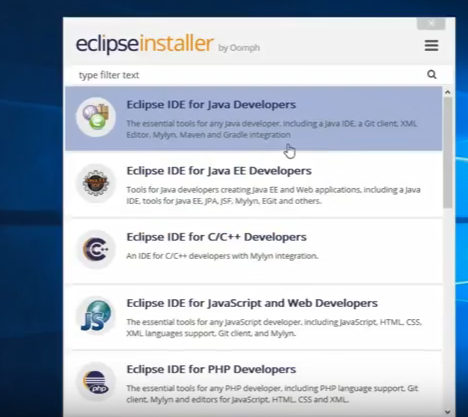 eclipseinstaller by Oomph
type filter text
Eclipse IDE for Java Developers
The essential tools for any Java developer, including a Java IDE, a Git client, XML
Editor, Mylyn, Maven and Gradle integration
Eclipse IDE for Java EE Developers
Tools for Java developers creating Java EE and Web applications, including a Java
IDE, tools for Java EE, JPA, JSF, Mylyn, EGit and others.
Eclipse IDE for C/C++ Developers
An IDE for C/C++ developers with Mylyn integration.
Eclipse IDE for JavaScript and Web Developers
The essential tools for any JavaScript developer, including JavaScript, HTML, CSS,
XML languages support, Git client, and Mylyn.
Eclipse IDE for PHP Developers
The essential tools for any PHP developer, including PHP language support, Git
client, Mylyn and editors for JavaScript, HTML, CSS and XML.